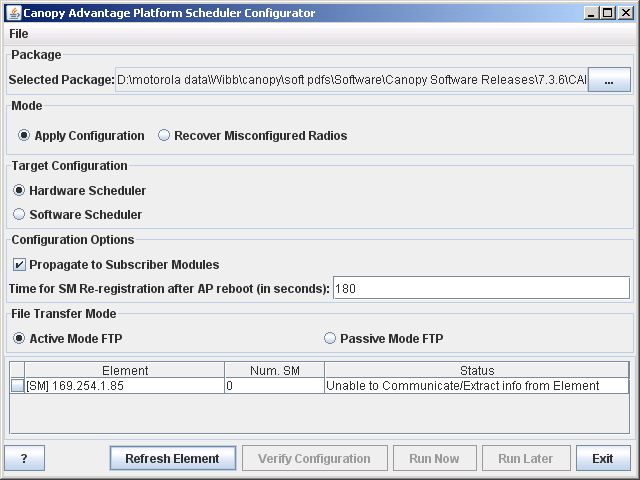 Canopy Advantage Platform Scheduler Configurator
File
Package
Selected Package: D:\motorola data\Wibb\canopy\soft pdfs\Software\Canopy Software Releases\7.3.6\CAI ...
Mode
Apply Configuration Recover Misconfigured Radios
Target Configuration
Hardware Scheduler
Software Scheduler
Configuration Options
Propagate to Subscriber Modules
Time for SM Re-registration after AP reboot (in seconds): 180
File Transfer Mode
Active Mode FTP Passive Mode FTP
Element Num. SM Status
[SM] 169.254.1.85 0 Unable to Communicate/Extract info from Element
? Refresh Element Verify Configuration Run Now Run Later Exit